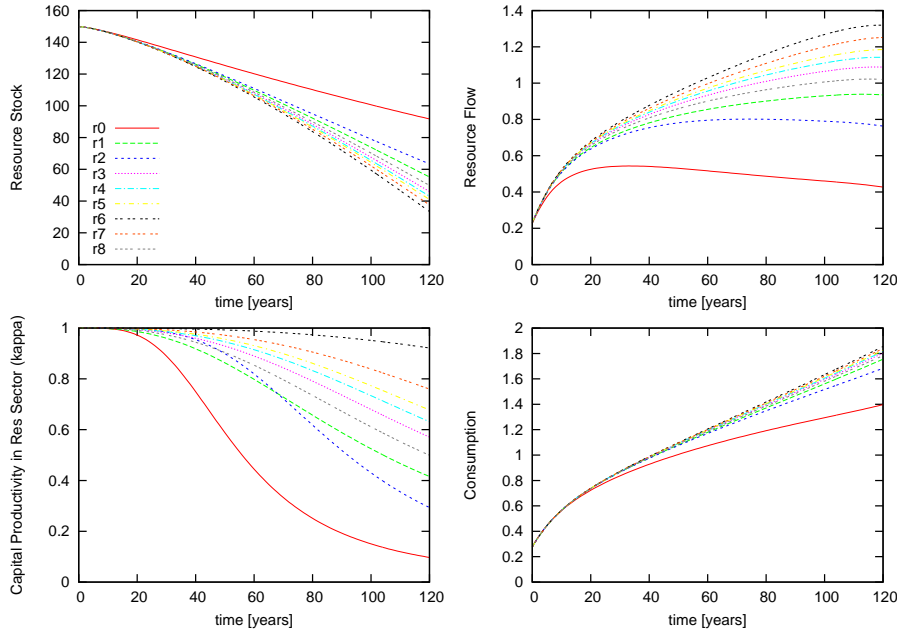 Resource Stock
160
140
120
100
80
60
40
20
0
r0
r1
r2
r3
r4
r5
r6
r7
r8
0 20 40 60 80 100 120
time [years]
Resource Flow
1.4
1.2
1
0.8
0.6
0.4
0.2
0
0 20 40 60 80 100 120
time [years]
Capital Productivity in Res Sector (kappa)
1
0.8
0.6
0.4
0.2
0
0 20 40 60 80 100 120
time [years]
Consumption
2
1.8
1.6
1.4
1.2
1
0.8
0.6
0.4
0.2
0
0 20 40 60 80 100 120
time [years]